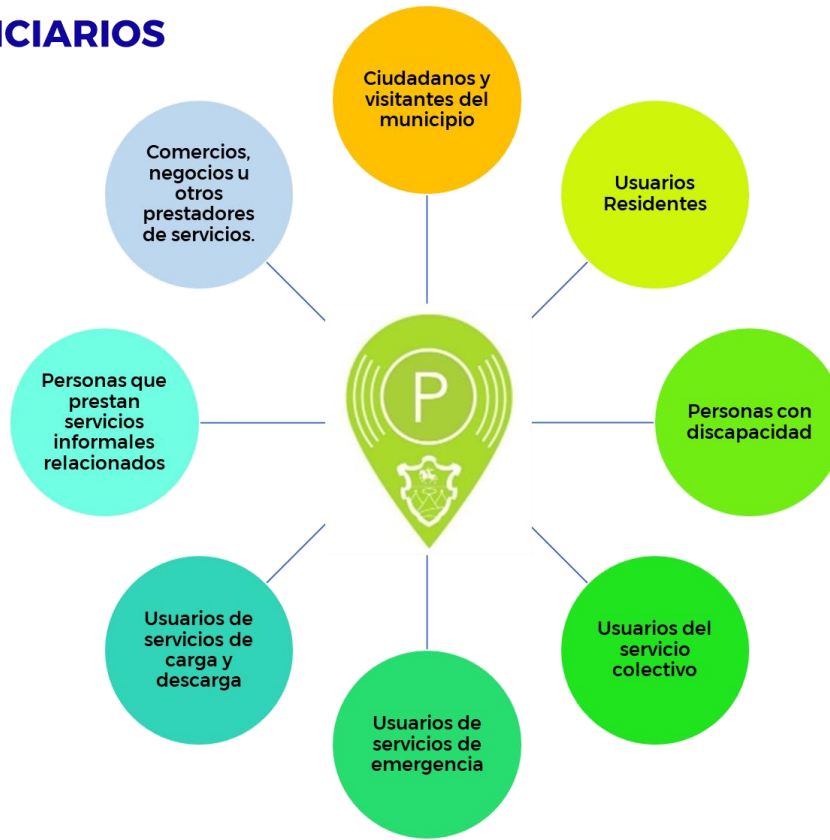 CIARIOS
Ciudadanos y
visitantes del
municipio
Usuarios
Residentes
Personas con
discapacidad
Usuarios del
servicio
colectivo
Usuarios de
servicios de
emergencia
Usuarios de
servicios de
carga y
descarga
Personas que
prestan
servicios
informales
relacionados
Comercios,
negocios u
otros
prestadores
de servicios.
P